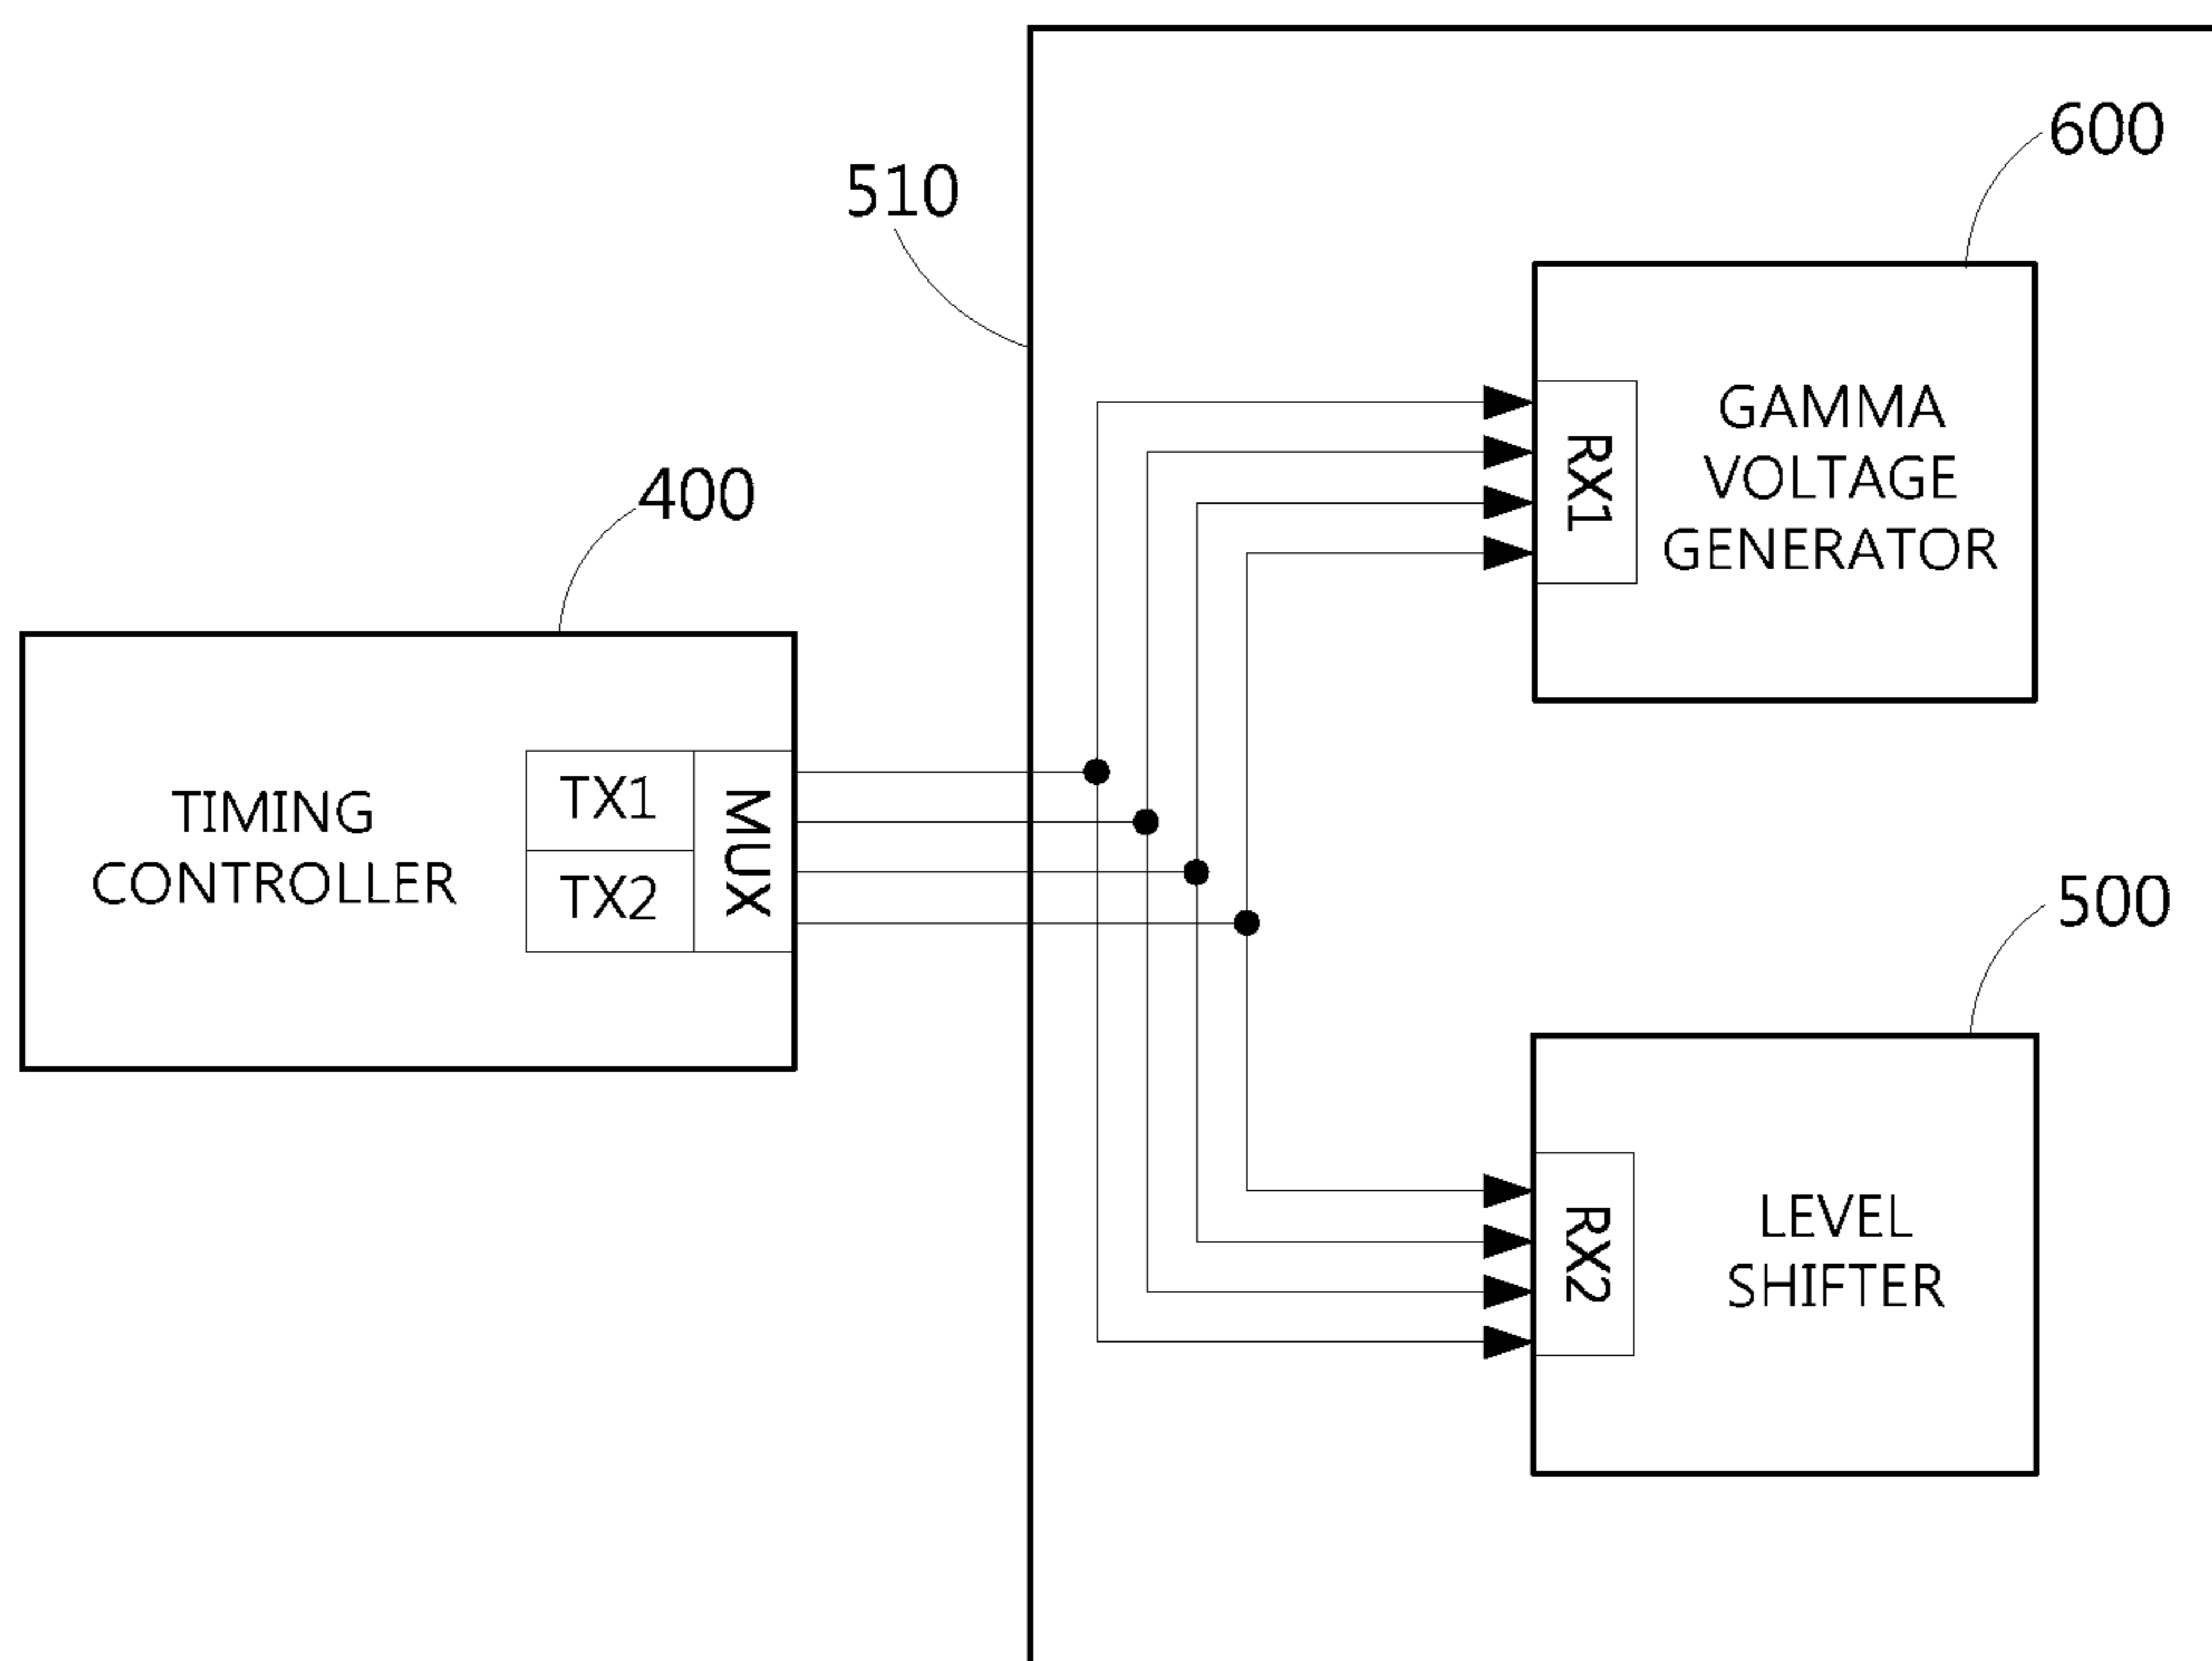 600
510
GAMMA
VOLTAGE
GENERATOR
RX1
400
TIMING
CONTROLLER
TX1
TX2
MUX
500
RX2
LEVEL
SHIFTER